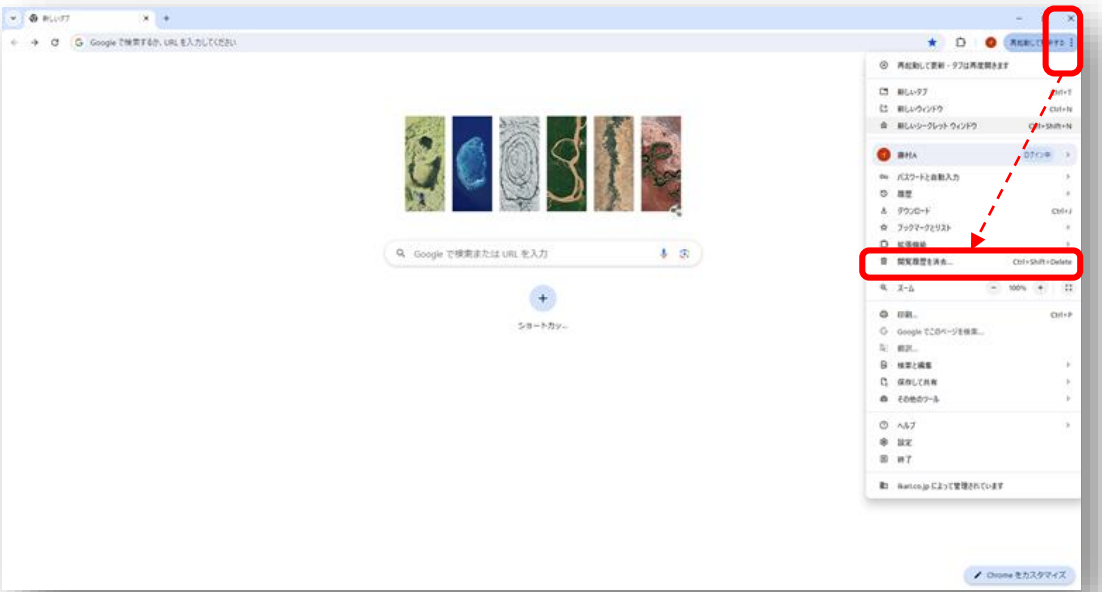 新しいタブ
Google で検索するか、URL を入力してください
再起動して
再起動して更新 - タブは再度開きます
新しいタブ Ctrl+T
新しいウィンドウ Ctrl+N
新しいシークレット ウィンドウ Ctrl+Shift+N
藤村A ログイン中
パスワードと自動入力
履歴
ダウンロード Ctrl+J
ブックマークとリスト
拡張機能
閲覧履歴を消去... Ctrl+Shift+Delete
ズーム 100%
印刷... Ctrl+P
Google でこのページを検索...
翻訳...
検索と編集
保存して共有
その他のツール
ヘルプ
設定
終了
ikari.co.jp によって管理されています
Google で検索または URL を入力
ショートカッ...
Chrome をカスタマイズ